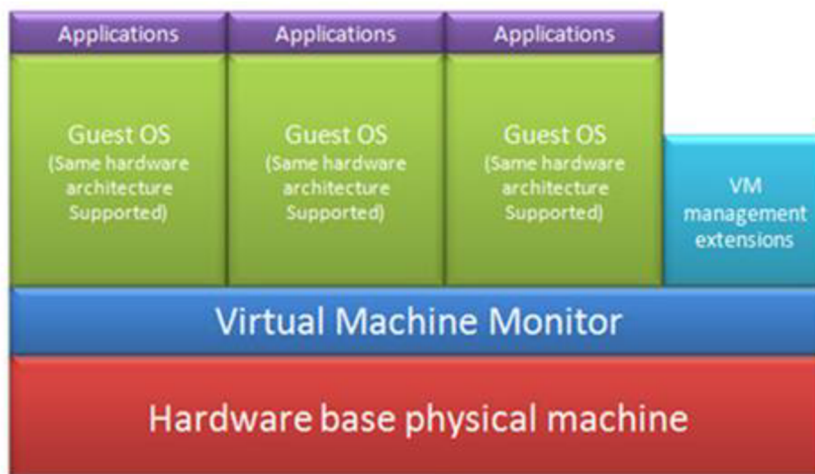 Applications
Applications
Applications
Guest OS
(Same hardware
architecture
Supported)
Guest OS
(Same hardware
architecture
Supported)
Guest OS
(Same hardware
architecture
Supported)
VM
management
extensions
Virtual Machine Monitor
Hardware base physical machine